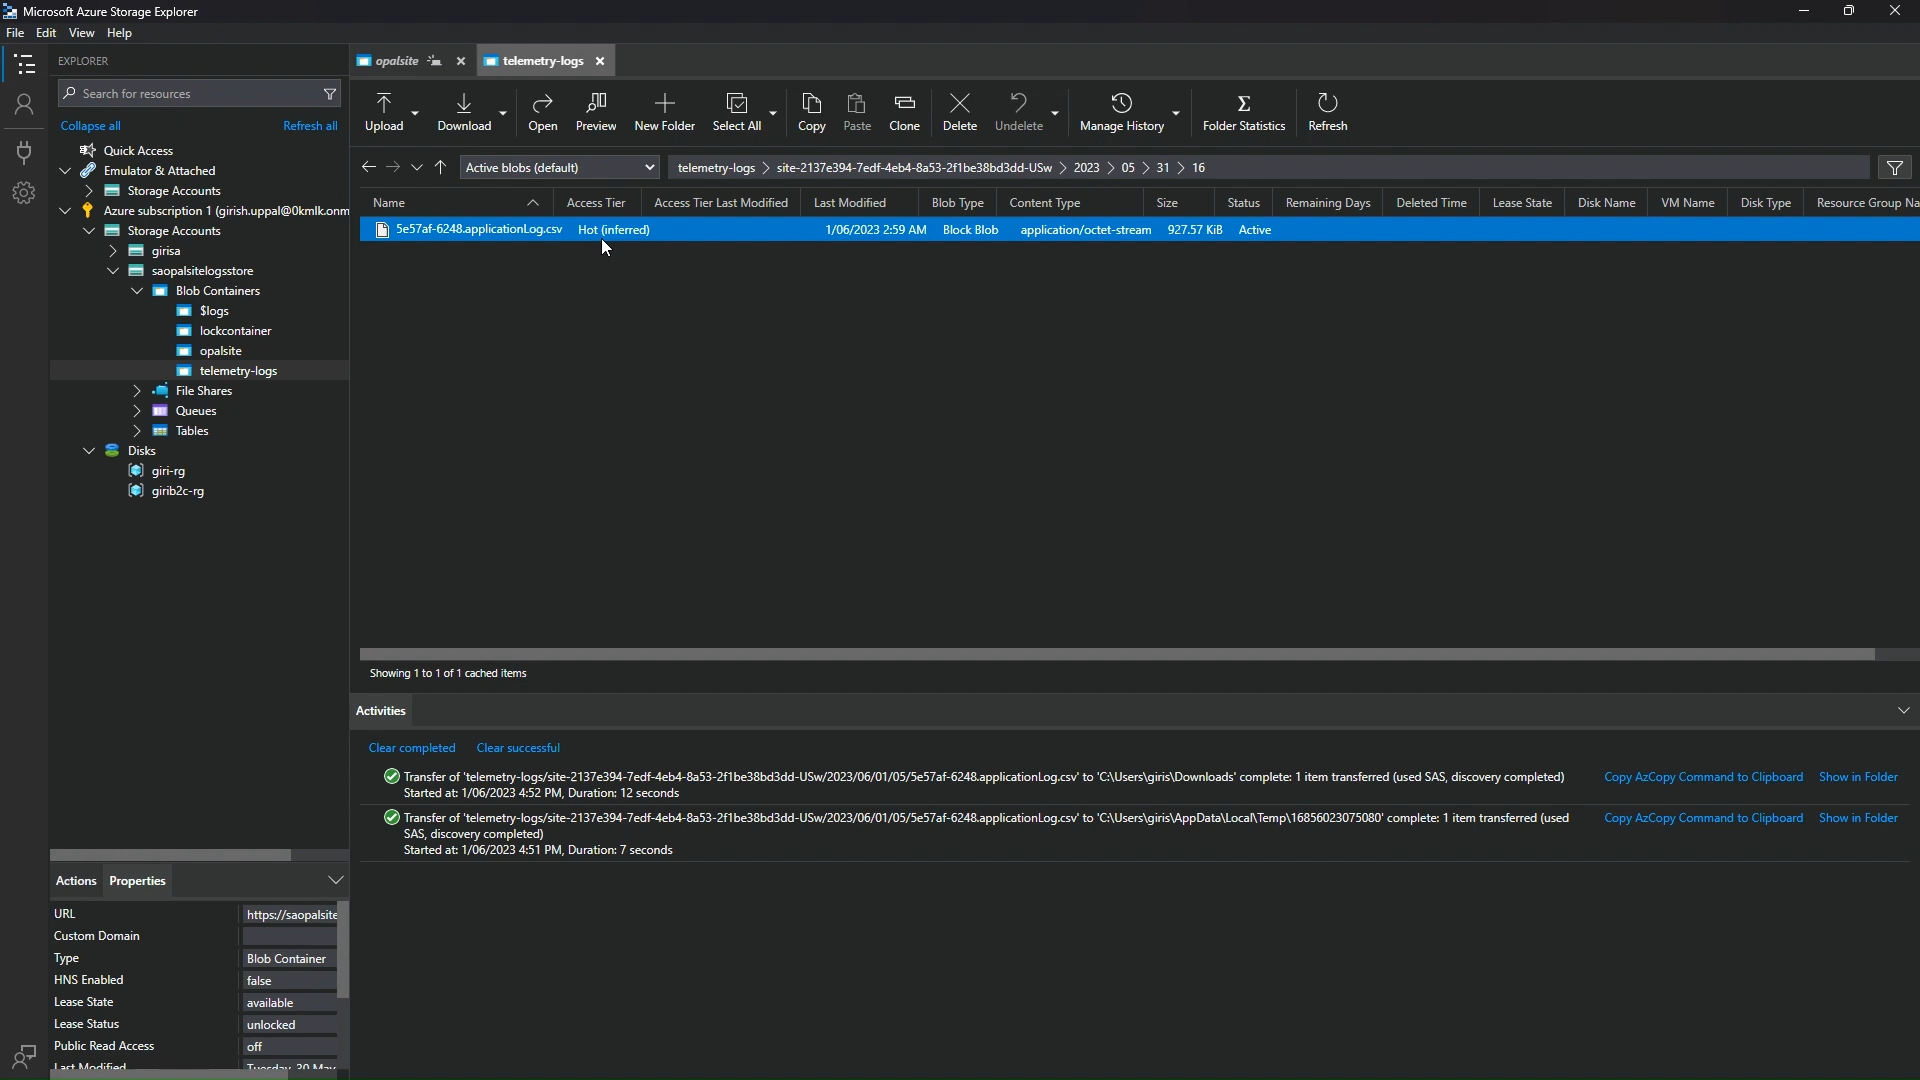 Microsoft Azure Storage Explorer
File Edit View Help
EXPLORER
Search for resources
Collapse all Refresh all
Quick Access
Emulator & Attached
Storage Accounts
Azure subscription 1 (girish.uppal@0kmlk.onm
Storage Accounts
girisa
saopalsitelogsstore
Blob Containers
$logs
lockcontainer
opalsite
telemetry-logs
File Shares
Queues
Tables
Disks
giri-rg
girib2c-rg
Actions Properties
URL https://saopalsite
Custom Domain
Type Blob Container
HNS Enabled false
Lease State available
Lease Status unlocked
Public Read Access off
Last Modified Tuesday, 30 May
opalsite telemetry-logs
Upload Download Open Preview New Folder Select All Copy Paste Clone Delete Undelete Manage History Folder Statistics Refresh
Active blobs (default) telemetry-logs > site-2137e394-7edf-4eb4-8a53-2f1be38bd3dd-USw > 2023 > 05 > 31 > 16
Name Access Tier Access Tier Last Modified Last Modified Blob Type Content Type Size Status Remaining Days Deleted Time Lease State Disk Name VM Name Disk Type Resource Group Na
5e57af-6248.applicationLog.csv Hot (inferred) 1/06/2023 2:59 AM Block Blob application/octet-stream 927.57 KiB Active
Showing 1 to 1 of 1 cached items
Activities
Clear completed Clear successful
Transfer of 'telemetry-logs/site-2137e394-7edf-4eb4-8a53-2f1be38bd3dd-USw/2023/06/01/05/5e57af-6248.applicationLog.csv' to 'C:\Users\giris\Downloads' complete: 1 item transferred (used SAS, discovery completed) Copy AzCopy Command to Clipboard Show in Folder
Started at: 1/06/2023 4:52 PM, Duration: 12 seconds
Transfer of 'telemetry-logs/site-2137e394-7edf-4eb4-8a53-2f1be38bd3dd-USw/2023/06/01/05/5e57af-6248.applicationLog.csv' to 'C:\Users\giris\AppData\Local\Temp\16856023075080' complete: 1 item transferred (used Copy AzCopy Command to Clipboard Show in Folder
SAS, discovery completed)
Started at: 1/06/2023 4:51 PM, Duration: 7 seconds